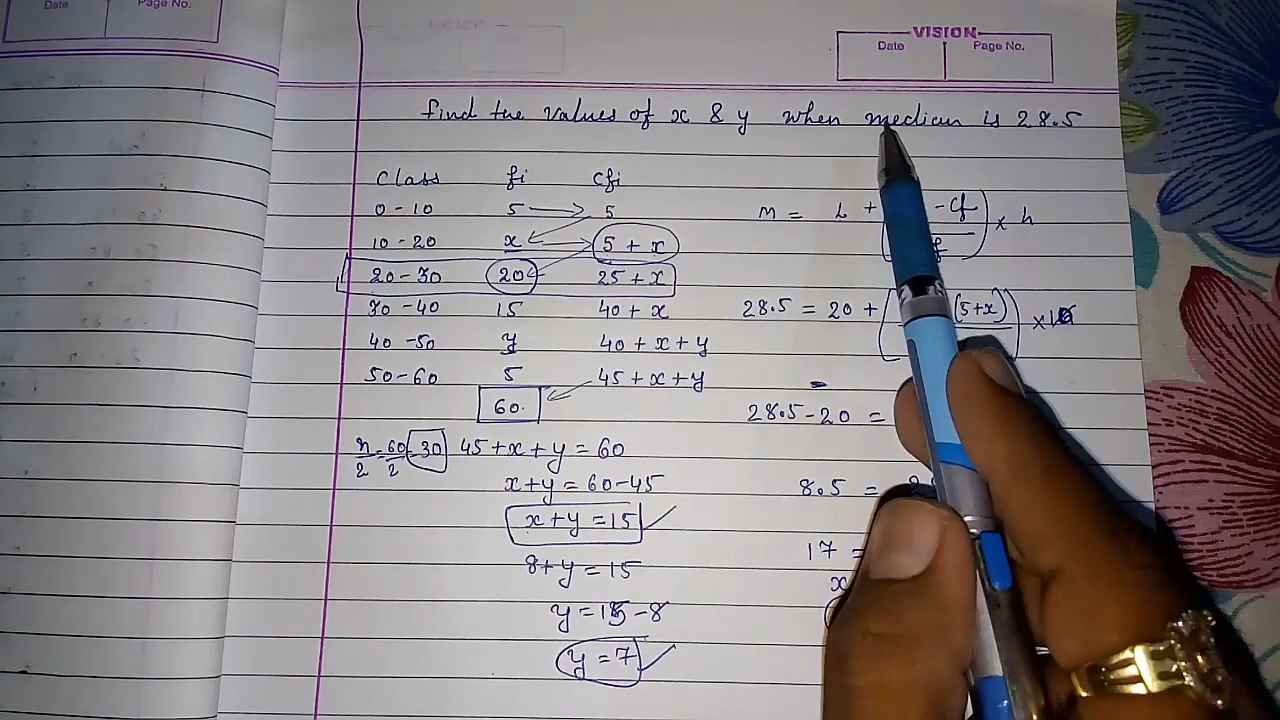 Date
Page No.
VISION
Date Page No.
find the values of x & y when median is 28.5
Class fi Cfi
0-10 5 5
10-20 x 5+x
20-30 20 25+x
30-40 15 40+x
40-50 y 40+x+y
50-60 5 45+x+y
60.
n/2 = 60/2 = 30 45+x+y = 60
x+y = 60-45
x+y = 15
8+y = 15
y = 15-8
y = 7
M = L + ( -cf / f ) × h
28.5 = 20 + ( (5+x) ) × 10
28.5-20 =
8.5 =
17 =
x